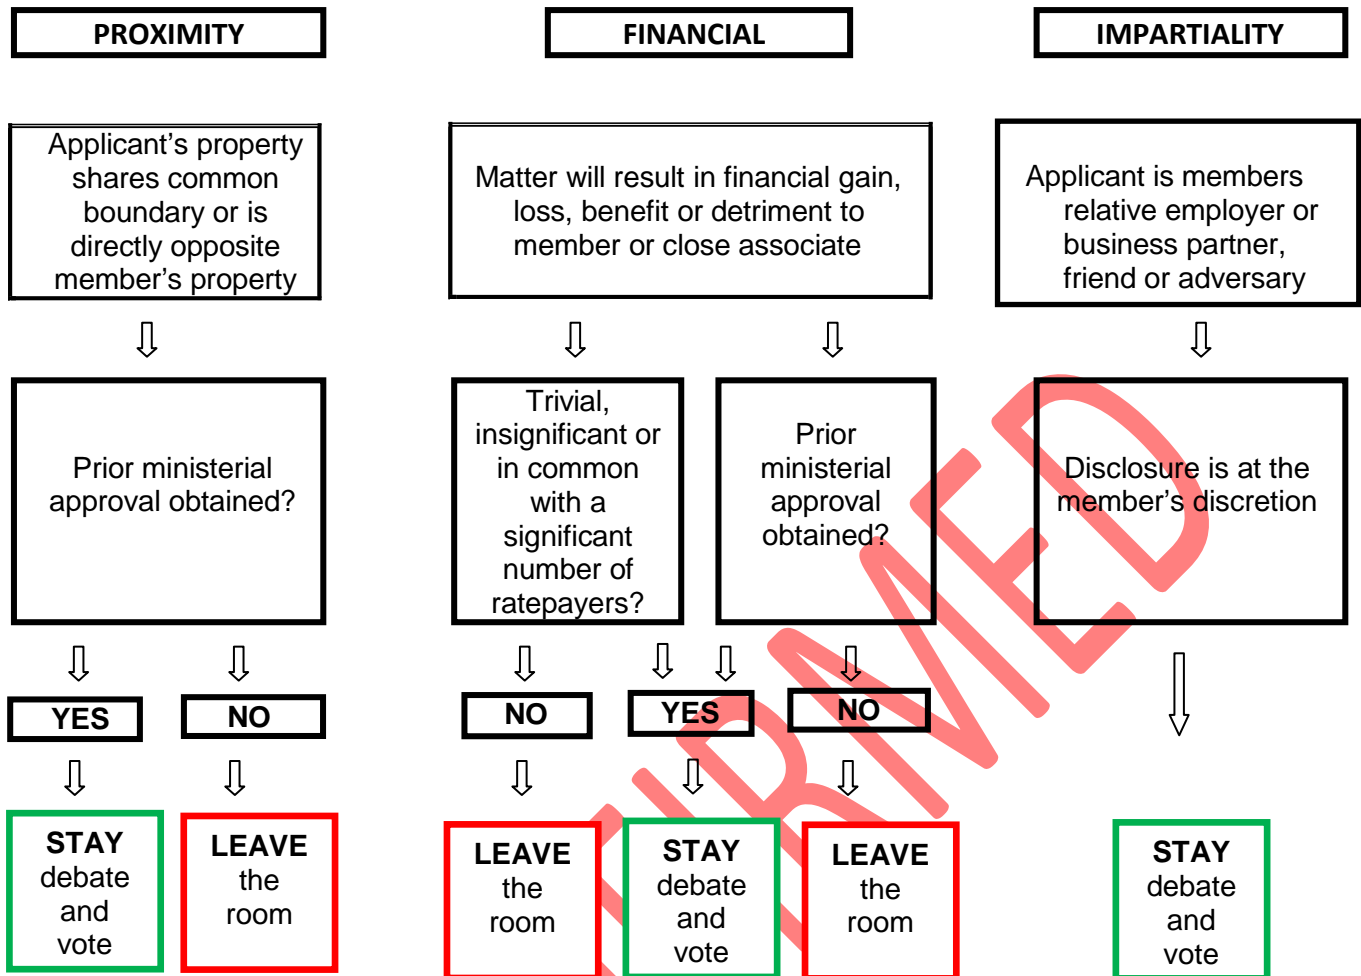 PROXIMITY
FINANCIAL
IMPARTIALITY
Applicant's property
shares common
boundary or is
directly opposite
member's property
Matter will result in financial gain,
loss, benefit or detriment to
member or close associate
Applicant is members
relative employer or
business partner,
friend or adversary
Prior ministerial
approval obtained?
Trivial,
insignificant or
in common
with a
significant
number of
ratepayers?
Prior
ministerial
approval
obtained?
Disclosure is at the
member's discretion
YES
NO
NO
YES
NO
STAY
debate
and
vote
LEAVE
the
room
LEAVE
the
room
STAY
debate
and
vote
LEAVE
the
room
STAY
debate
and
vote